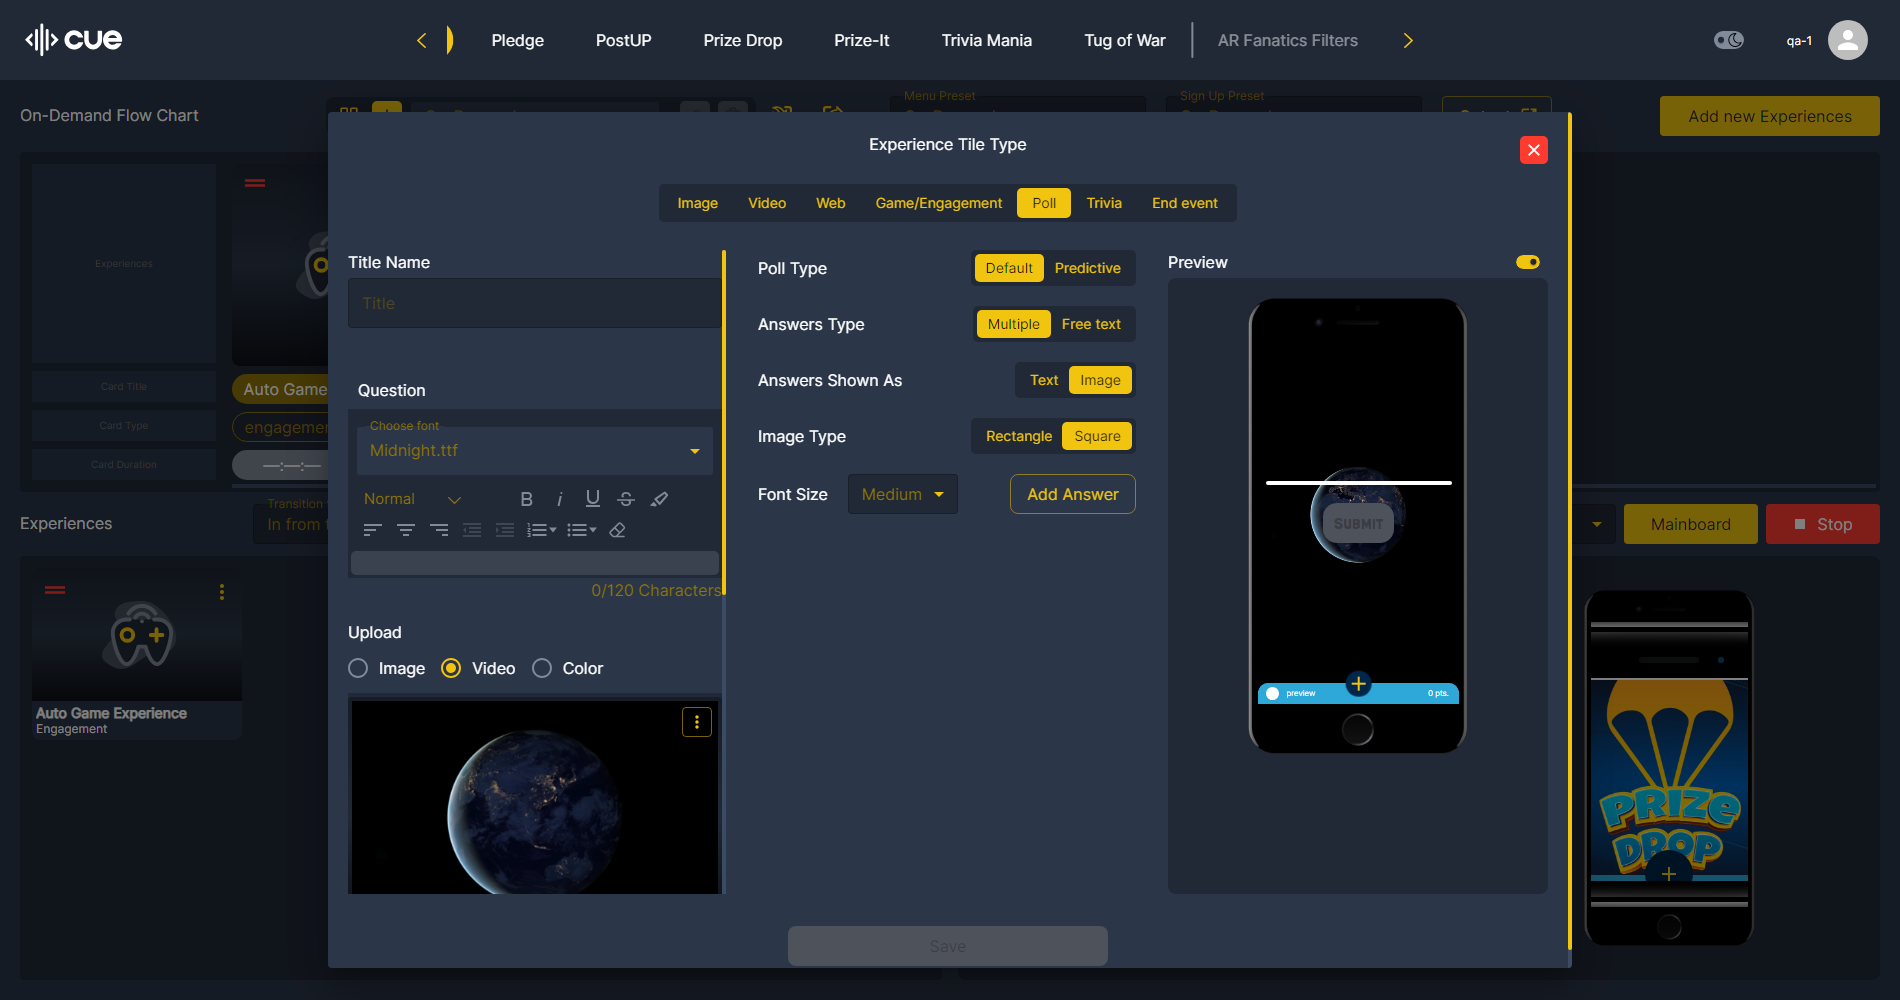 cue
Pledge
PostUP
Prize Drop
Prize-It
Trivia Mania
Tug of War
AR Fanatics Filters
qa-1
On-Demand Flow Chart
Menu Preset
Sign Up Preset
Add new Experiences
Experience Tile Type
Image
Video
Web
Game/Engagement
Poll
Trivia
End event
Experiences
Card Title
Card Type
Card Duration
Auto Game
engagemen
—:—:—
Title Name
Title
Question
Choose font
Midnight.ttf
Normal
0/120 Characters
Upload
Image
Video
Color
Poll Type
Default
Predictive
Answers Type
Multiple
Free text
Answers Shown As
Text
Image
Image Type
Rectangle
Square
Font Size
Medium
Add Answer
Preview
SUBMIT
preview
0 pts.
Save
Experiences
Transition
In from
Mainboard
Stop
Auto Game Experience
Engagement
PRIZE
DROP